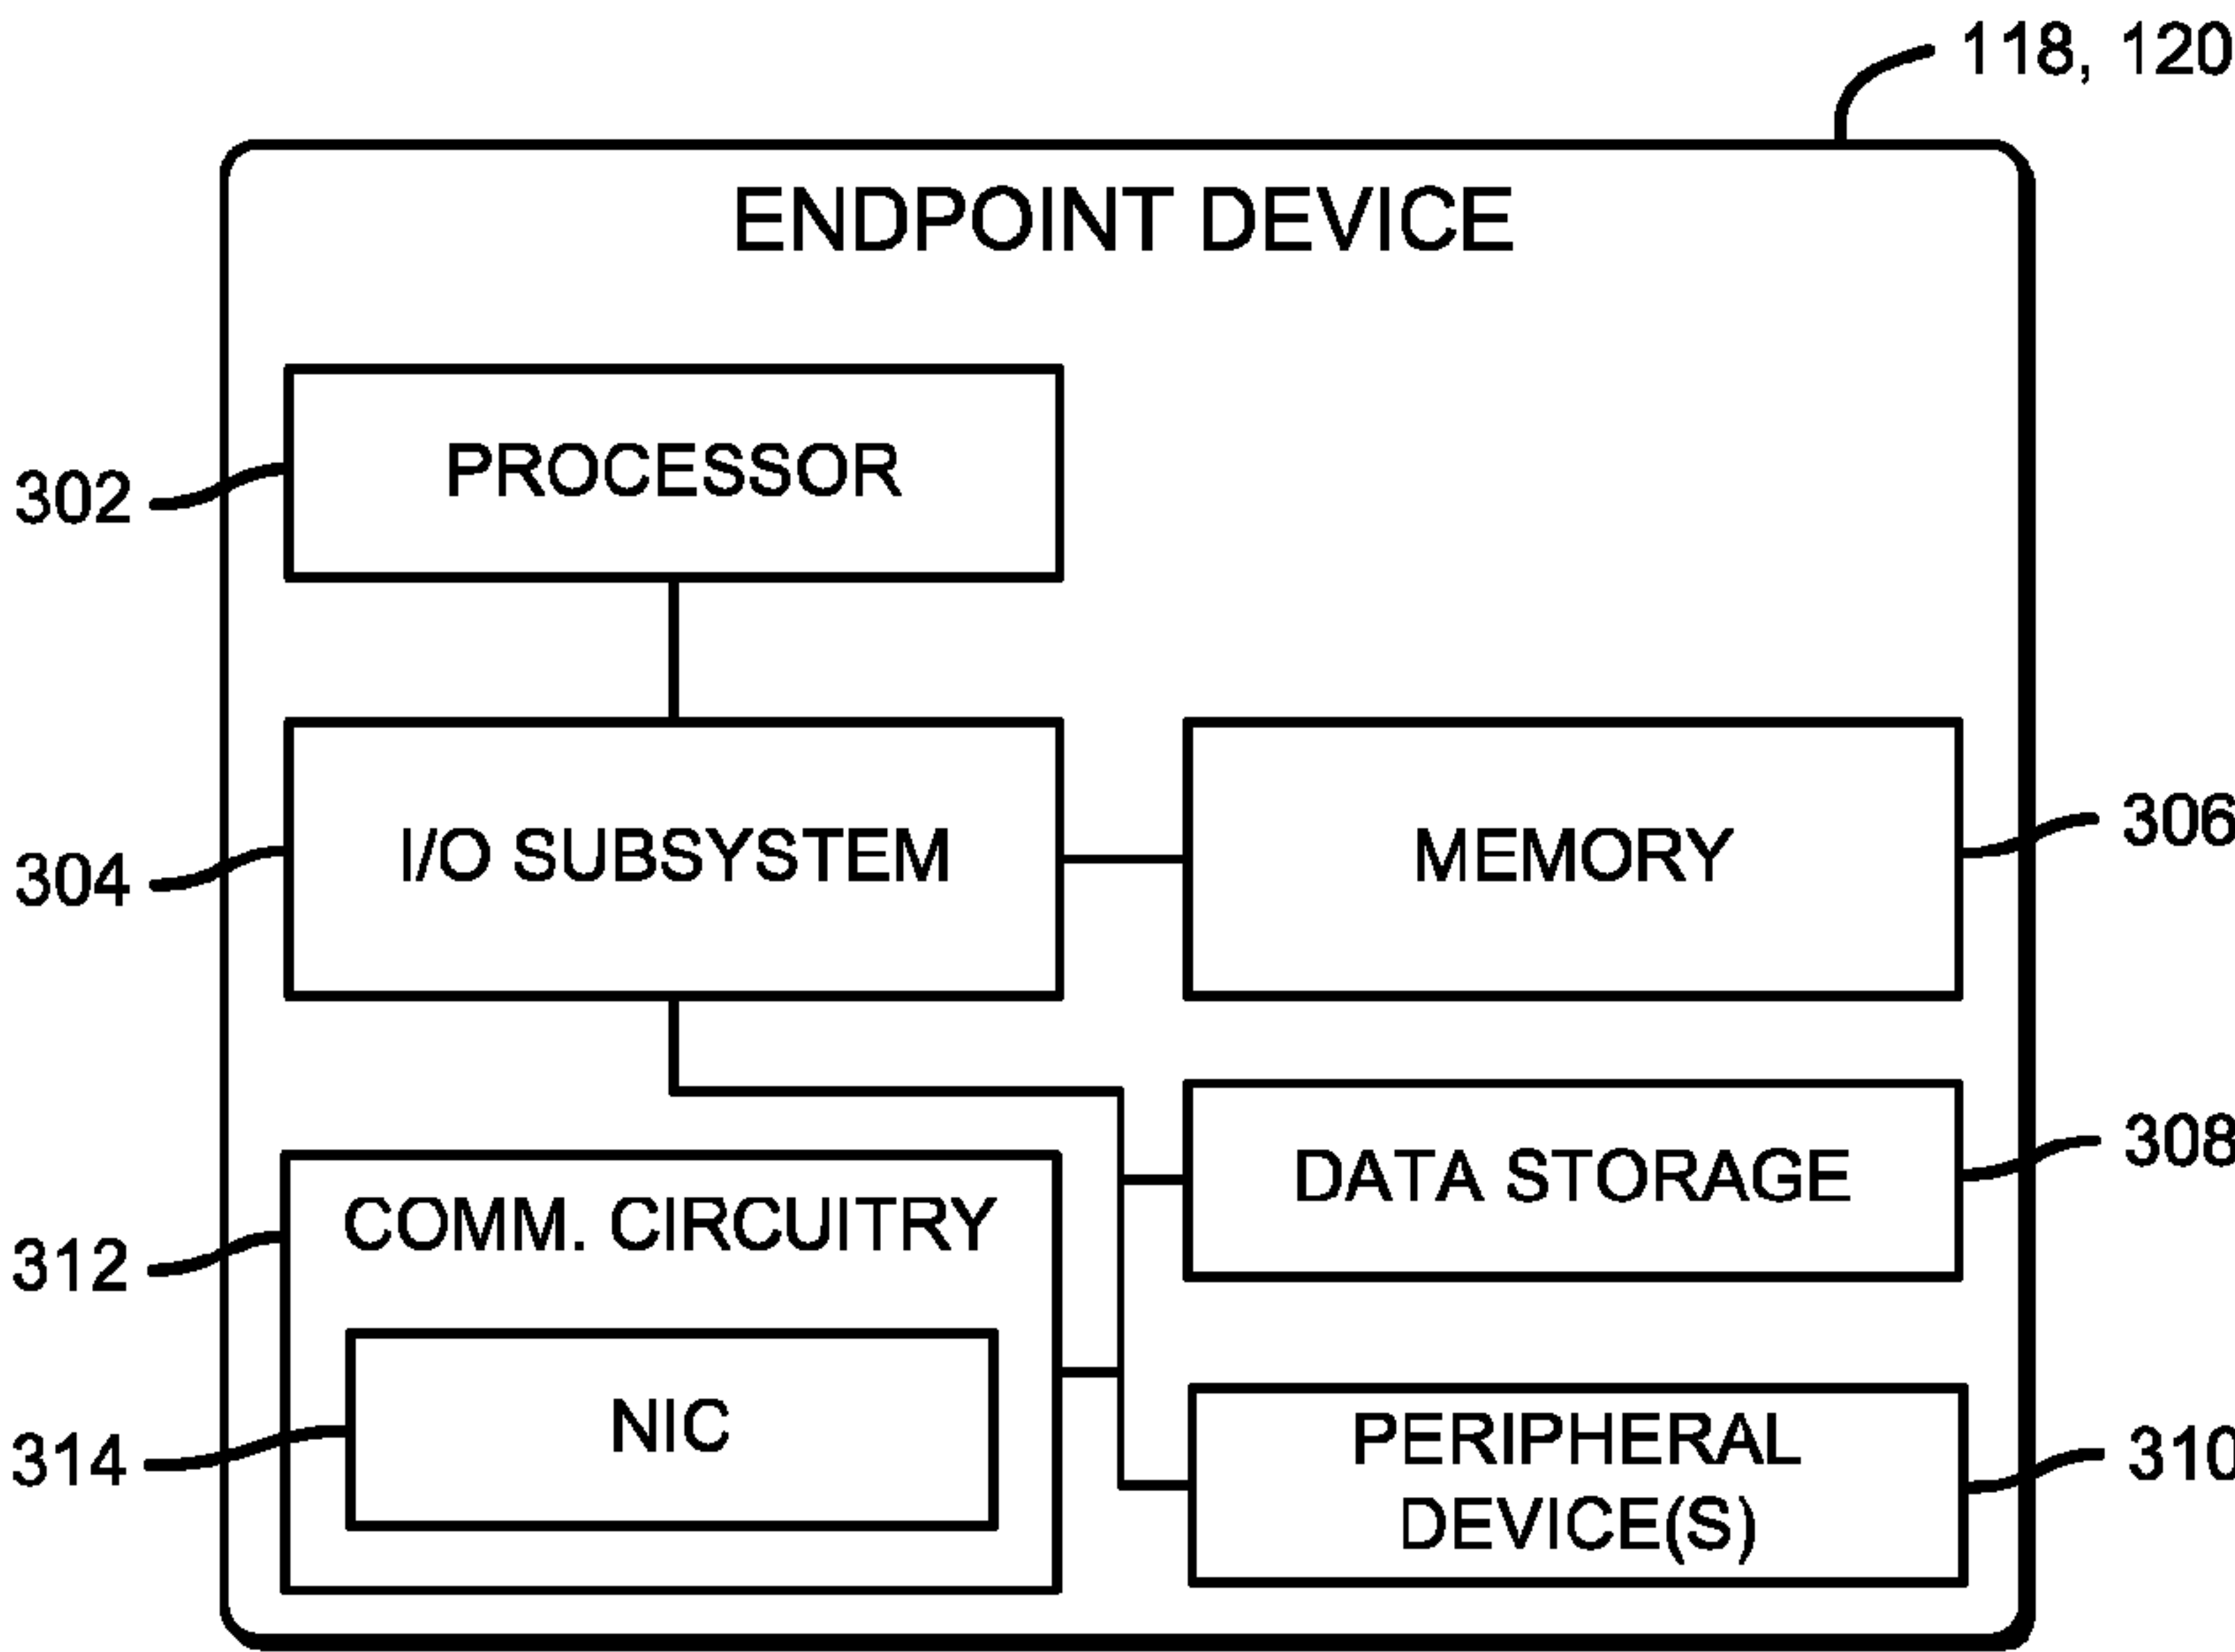 118, 120
ENDPOINT DEVICE
302
PROCESSOR
304
I/O SUBSYSTEM
MEMORY
306
DATA STORAGE
308
312
COMM. CIRCUITRY
314
NIC
PERIPHERAL
DEVICE(S)
310